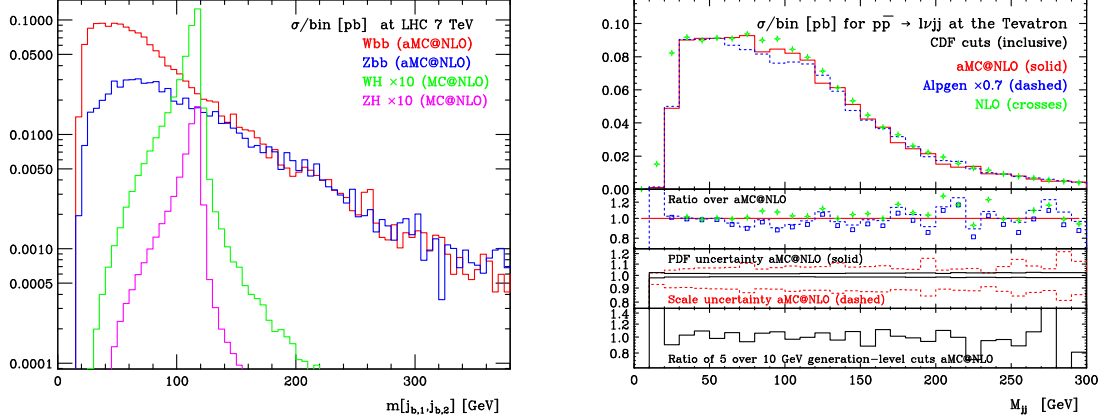 σ/bin [pb] at LHC 7 TeV
Wbb (aMC@NLO)
Zbb (aMC@NLO)
WH ×10 (MC@NLO)
ZH ×10 (MC@NLO)
0.1000
0.0500
0.0100
0.0050
0.0010
0.0005
0.0001
0 100 200 300
m[j_{b,1},j_{b,2}] [GeV]
σ/bin [pb] for pp̅ → lνjj at the Tevatron
CDF cuts (inclusive)
aMC@NLO (solid)
Alpgen ×0.7 (dashed)
NLO (crosses)
0.10
0.08
0.06
0.04
0.02
0.00
Ratio over aMC@NLO
1.2
1.0
0.8
PDF uncertainty aMC@NLO (solid)
Scale uncertainty aMC@NLO (dashed)
1.2
1.1
1.0
0.9
0.8
1.4
1.2
1.0
0.8
Ratio of 5 over 10 GeV generation-level cuts aMC@NLO
0 50 100 150 200 250 300
M_{jj} [GeV]